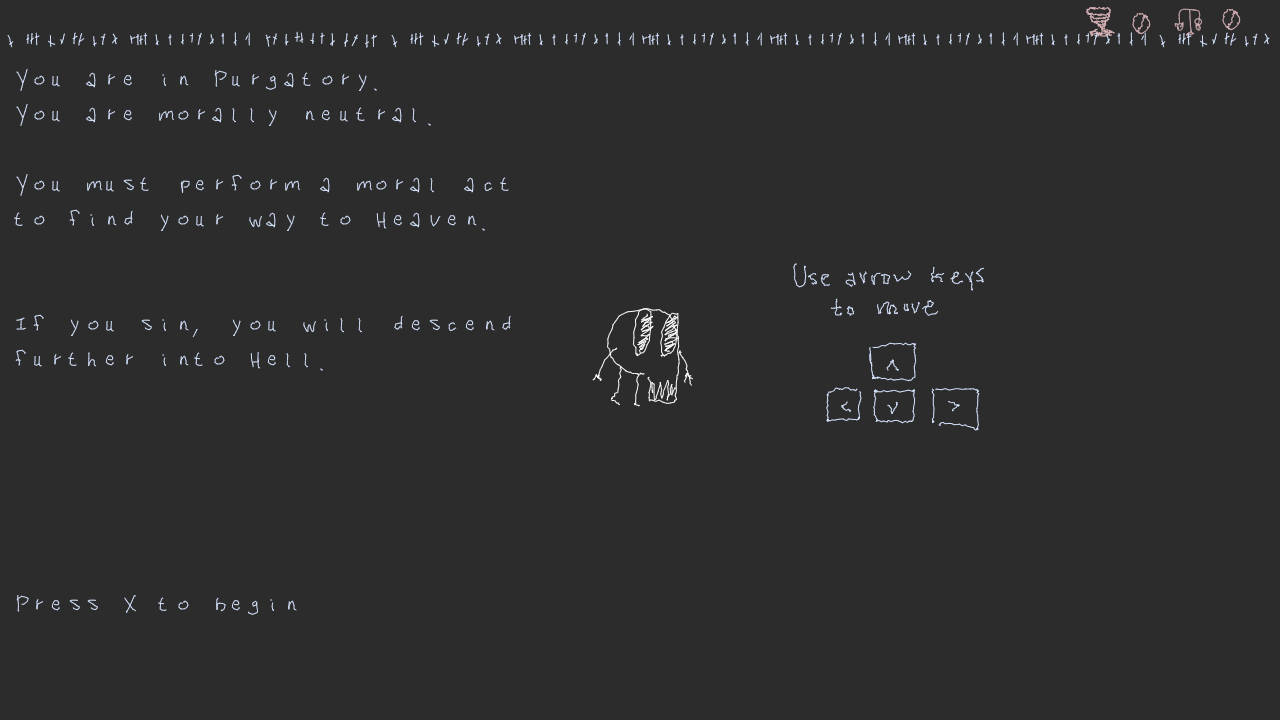 You are in Purgatory.
You are morally neutral.
You must perform a moral act
to find your way to Heaven.
If you sin, you will descend
further into Hell.
Use arrow keys
to move
^
< v >
Press X to begin